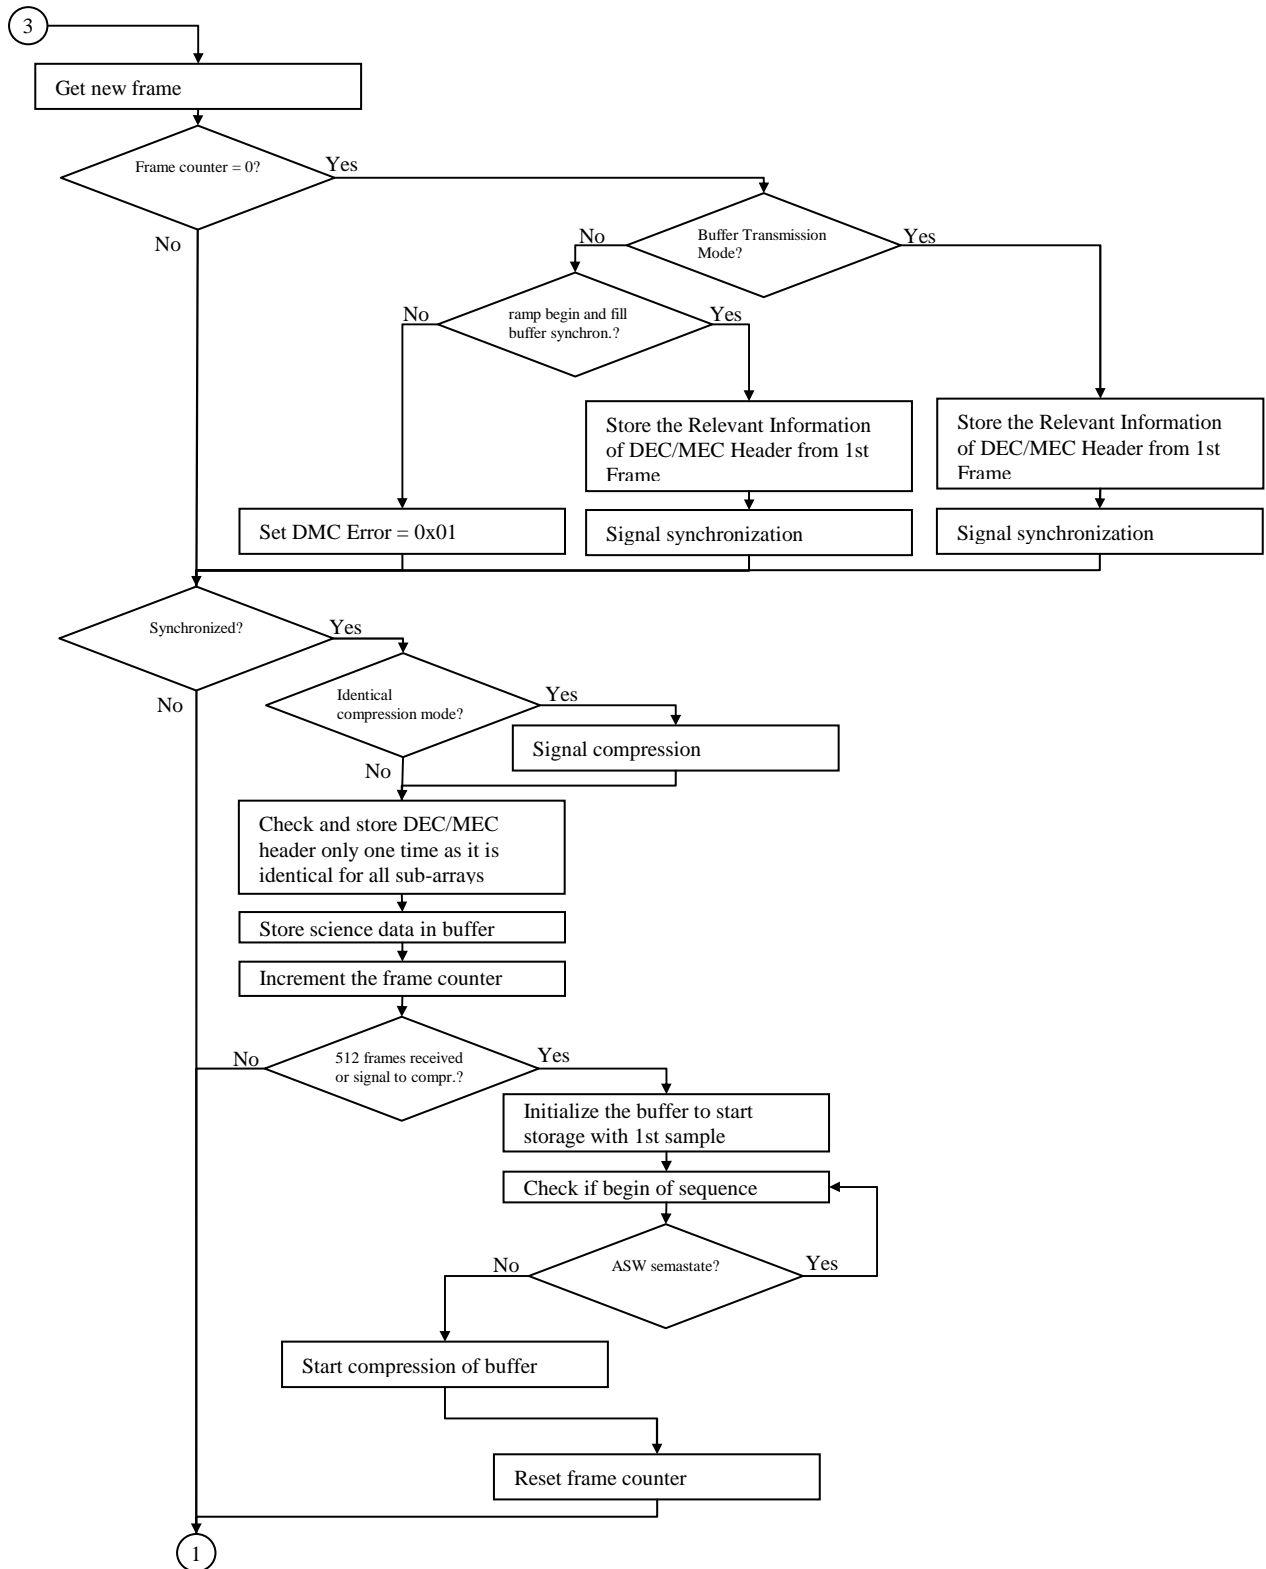 3
Get new frame
Frame counter = 0?
Yes
No
Buffer Transmission
Mode?
No
Yes
ramp begin and fill
buffer synchron.?
No
Yes
Store the Relevant Information
of DEC/MEC Header from 1st
Frame
Store the Relevant Information
of DEC/MEC Header from 1st
Frame
Set DMC Error = 0x01
Signal synchronization
Signal synchronization
Synchronized?
Yes
No
Identical
compression mode?
Yes
Signal compression
No
Check and store DEC/MEC
header only one time as it is
identical for all sub-arrays
Store science data in buffer
Increment the frame counter
512 frames received
or signal to compr.?
No
Yes
Initialize the buffer to start
storage with 1st sample
Check if begin of sequence
ASW semastate?
No
Yes
Start compression of buffer
Reset frame counter
1